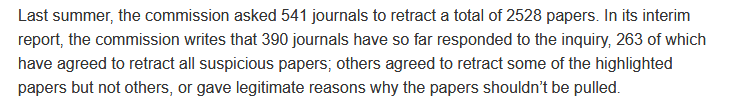 Last summer, the commission asked 541 journals to retract a total of 2528 papers. In its interim
report, the commission writes that 390 journals have so far responded to the inquiry, 263 of which
have agreed to retract all suspicious papers; others agreed to retract some of the highlighted
papers but not others, or gave legitimate reasons why the papers shouldn’t be pulled.